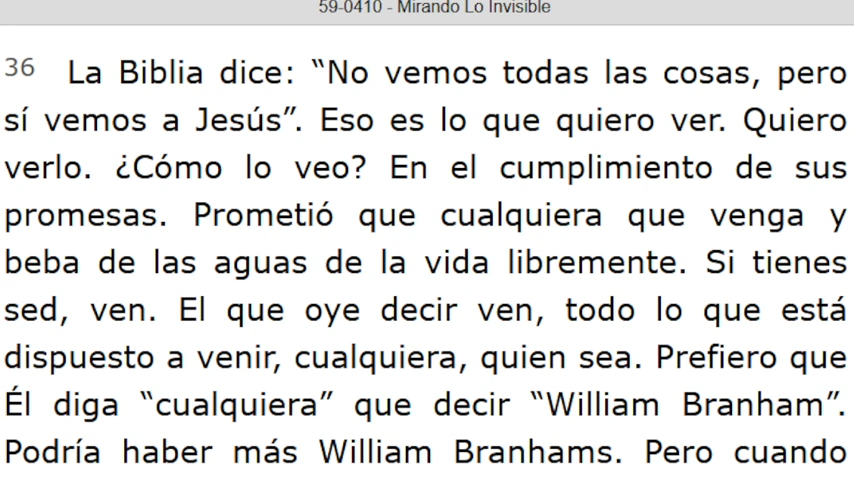 59-0410 - Mirando Lo Invisible
36 La Biblia dice: “No vemos todas las cosas, pero
sí vemos a Jesús”. Eso es lo que quiero ver. Quiero
verlo. ¿Cómo lo veo? En el cumplimiento de sus
promesas. Prometió que cualquiera que venga y
beba de las aguas de la vida libremente. Si tienes
sed, ven. El que oye decir ven, todo lo que está
dispuesto a venir, cualquiera, quien sea. Prefiero que
Él diga “cualquiera” que decir “William Branham”.
Podría haber más William Branhams. Pero cuando